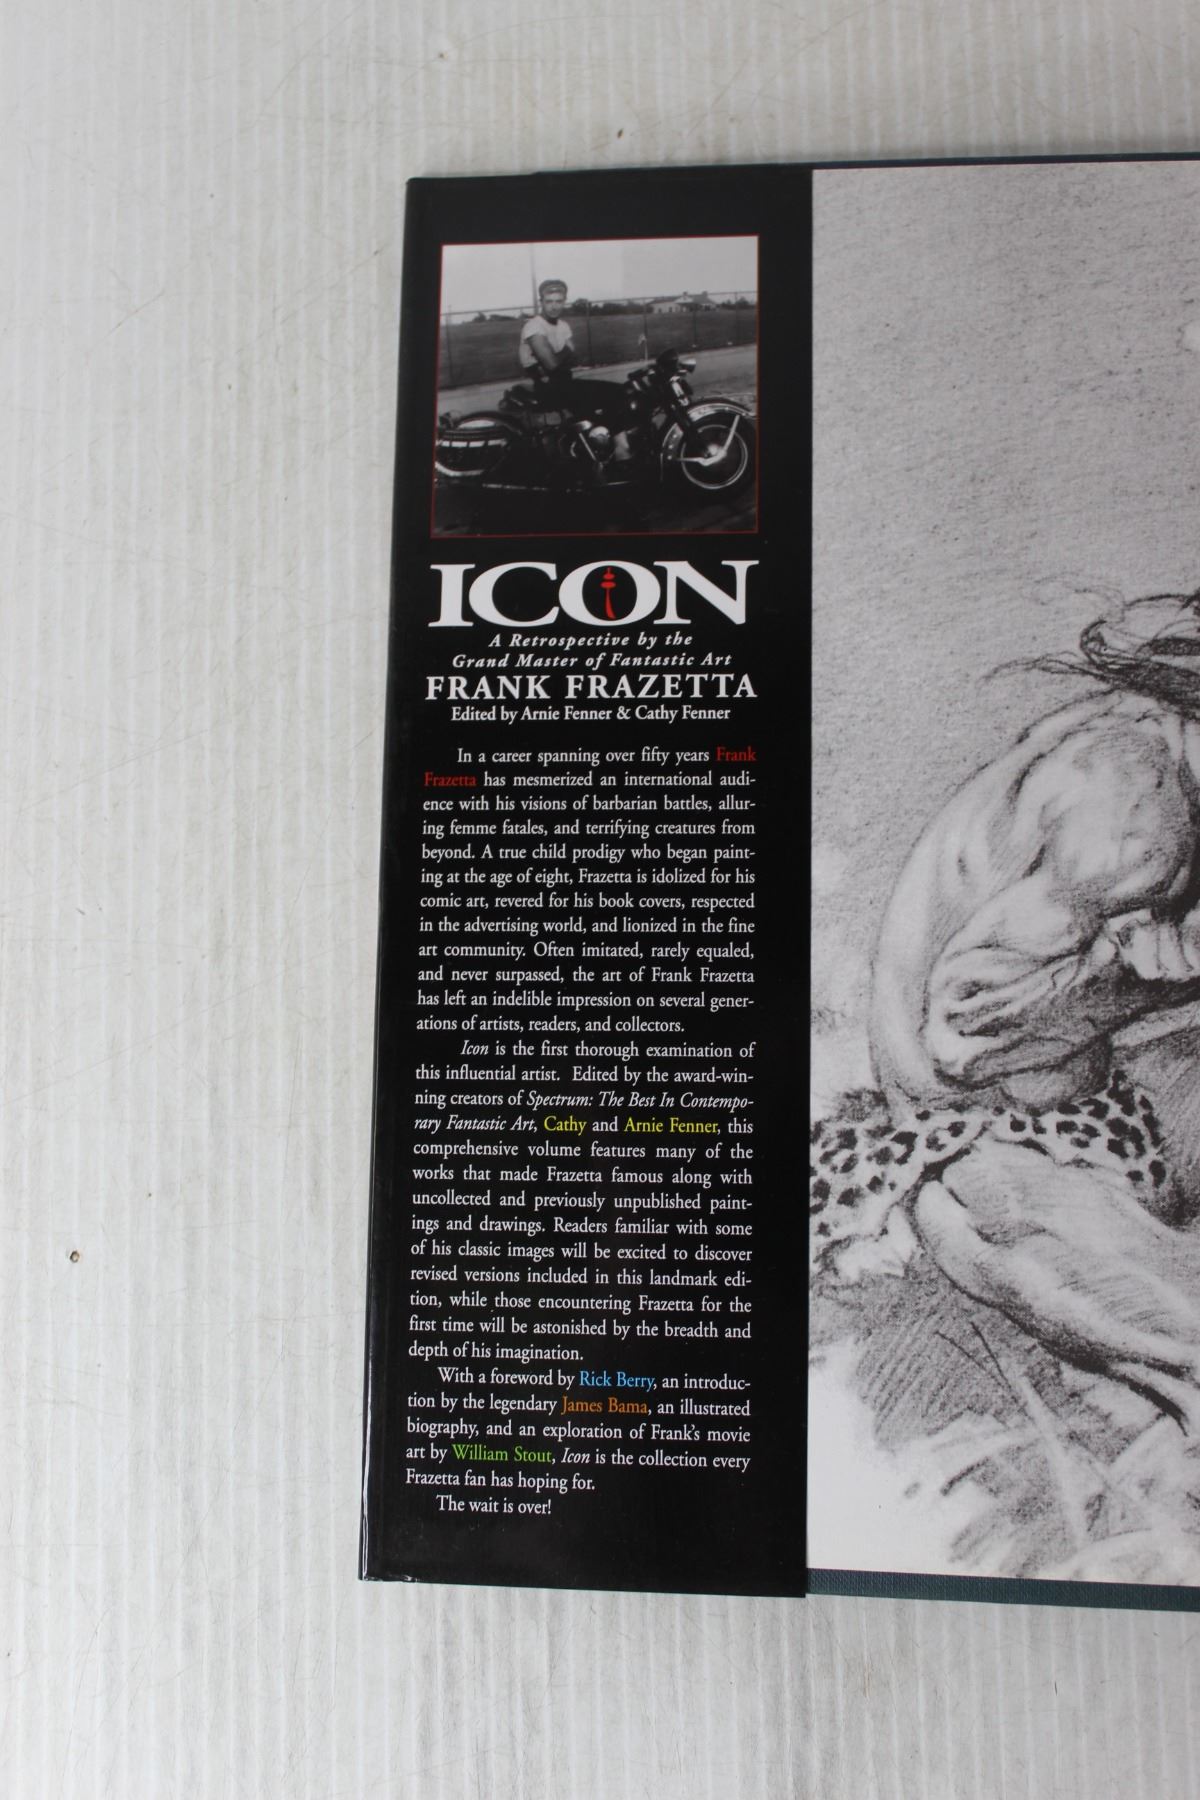 ICON
A Retrospective by the
Grand Master of Fantastic Art
FRANK FRAZETTA
Edited by Arnie Fenner & Cathy Fenner
In a career spanning over fifty years Frank
Frazetta has mesmerized an international audi-
ence with his visions of barbarian battles, allur-
ing femme fatales, and terrifying creatures from
beyond. A true child prodigy who began paint-
ing at the age of eight, Frazetta is idolized for his
comic art, revered for his book covers, respected
in the advertising world, and lionized in the fine
art community. Often imitated, rarely equaled,
and never surpassed, the art of Frank Frazetta
has left an indelible impression on several gener-
ations of artists, readers, and collectors.
Icon is the first thorough examination of
this influential artist. Edited by the award-win-
ning creators of Spectrum: The Best In Contempo-
rary Fantastic Art, Cathy and Arnie Fenner, this
comprehensive volume features many of the
works that made Frazetta famous along with
uncollected and previously unpublished paint-
ings and drawings. Readers familiar with some
of his classic images will be excited to discover
revised versions included in this landmark edi-
tion, while those encountering Frazetta for the
first time will be astonished by the breadth and
depth of his imagination.
With a foreword by Rick Berry, an introduc-
tion by the legendary James Bama, an illustrated
biography, and an exploration of Frank's movie
art by William Stout, Icon is the collection every
Frazetta fan has hoping for.
The wait is over!